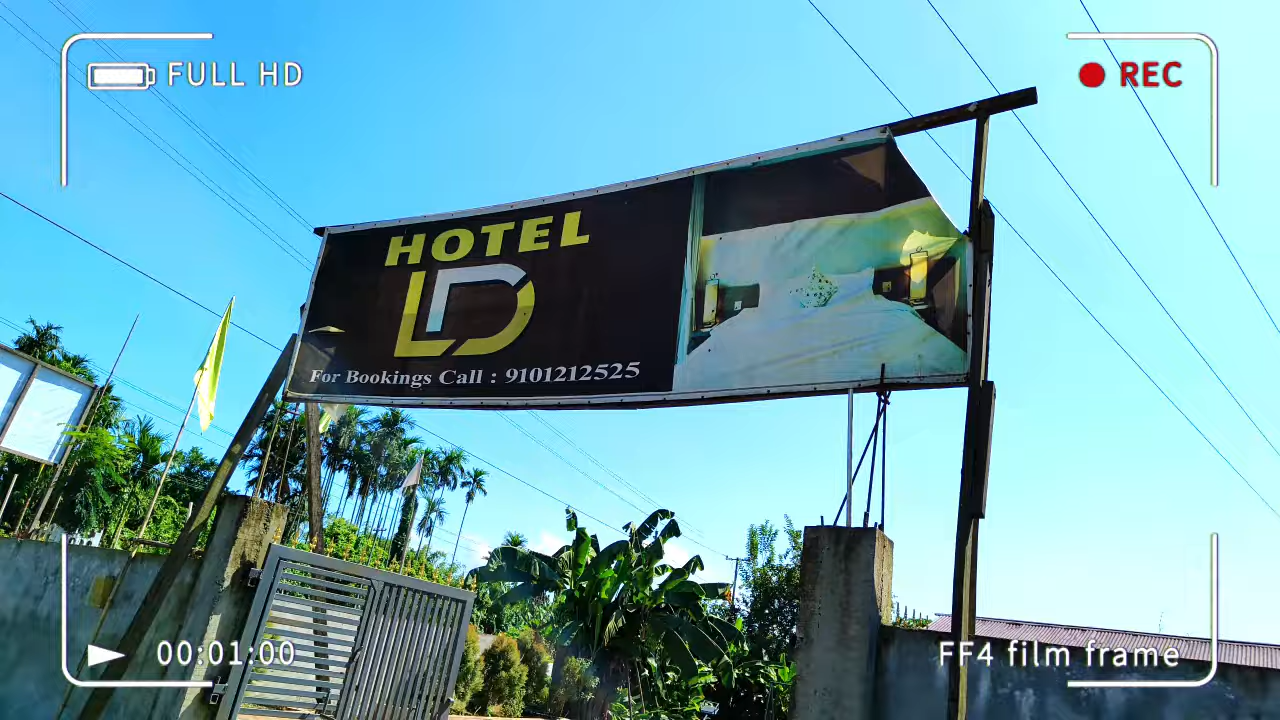 FULL HD
REC
HOTEL
LD
For Bookings Call : 9101212525
00:01:00
FF4 film frame